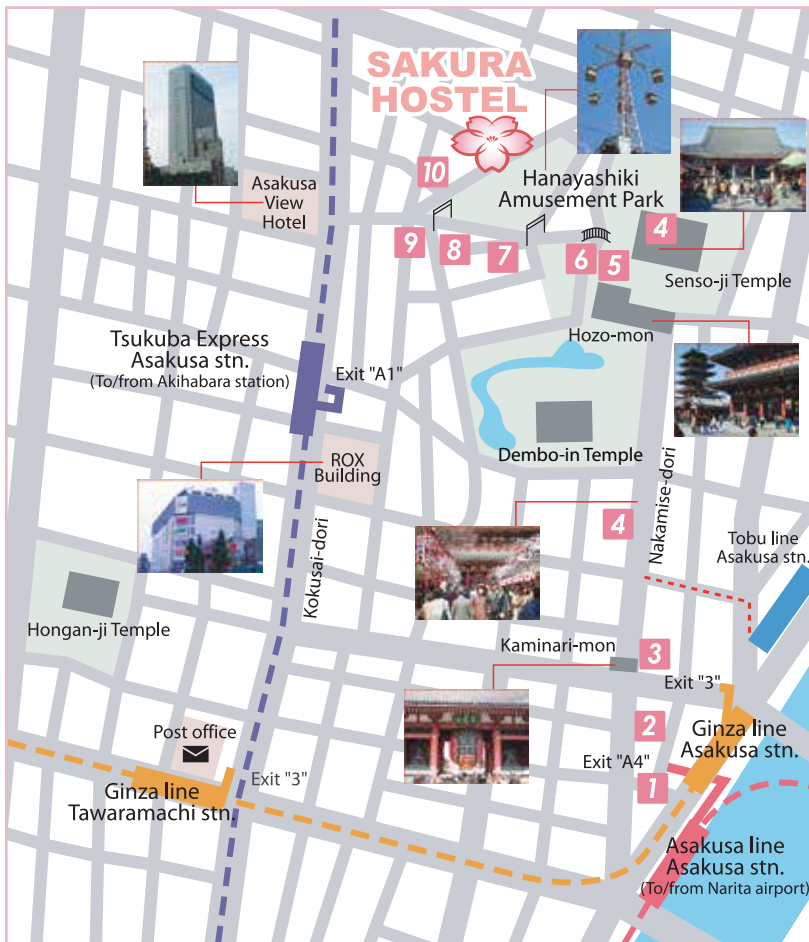 SAKURA
HOSTEL
10
Asakusa
View
Hotel
Hanayashiki
Amusement Park
4
9
8
7
6
5
Senso-ji Temple
Hozo-mon
Tsukuba Express
Asakusa stn.
(To/from Akihabara station)
Exit "A1"
ROX
Building
Dembo-in Temple
4
Nakamise-dori
Tobu line
Asakusa stn.
Kokusai-dori
Hongan-ji Temple
Kaminari-mon
3
Exit "3"
2
Ginza line
Asakusa stn.
Post office
Exit "A4"
1
Exit "3"
Ginza line
Tawaramachi stn.
Asakusa line
Asakusa stn.
(To/from Narita airport)